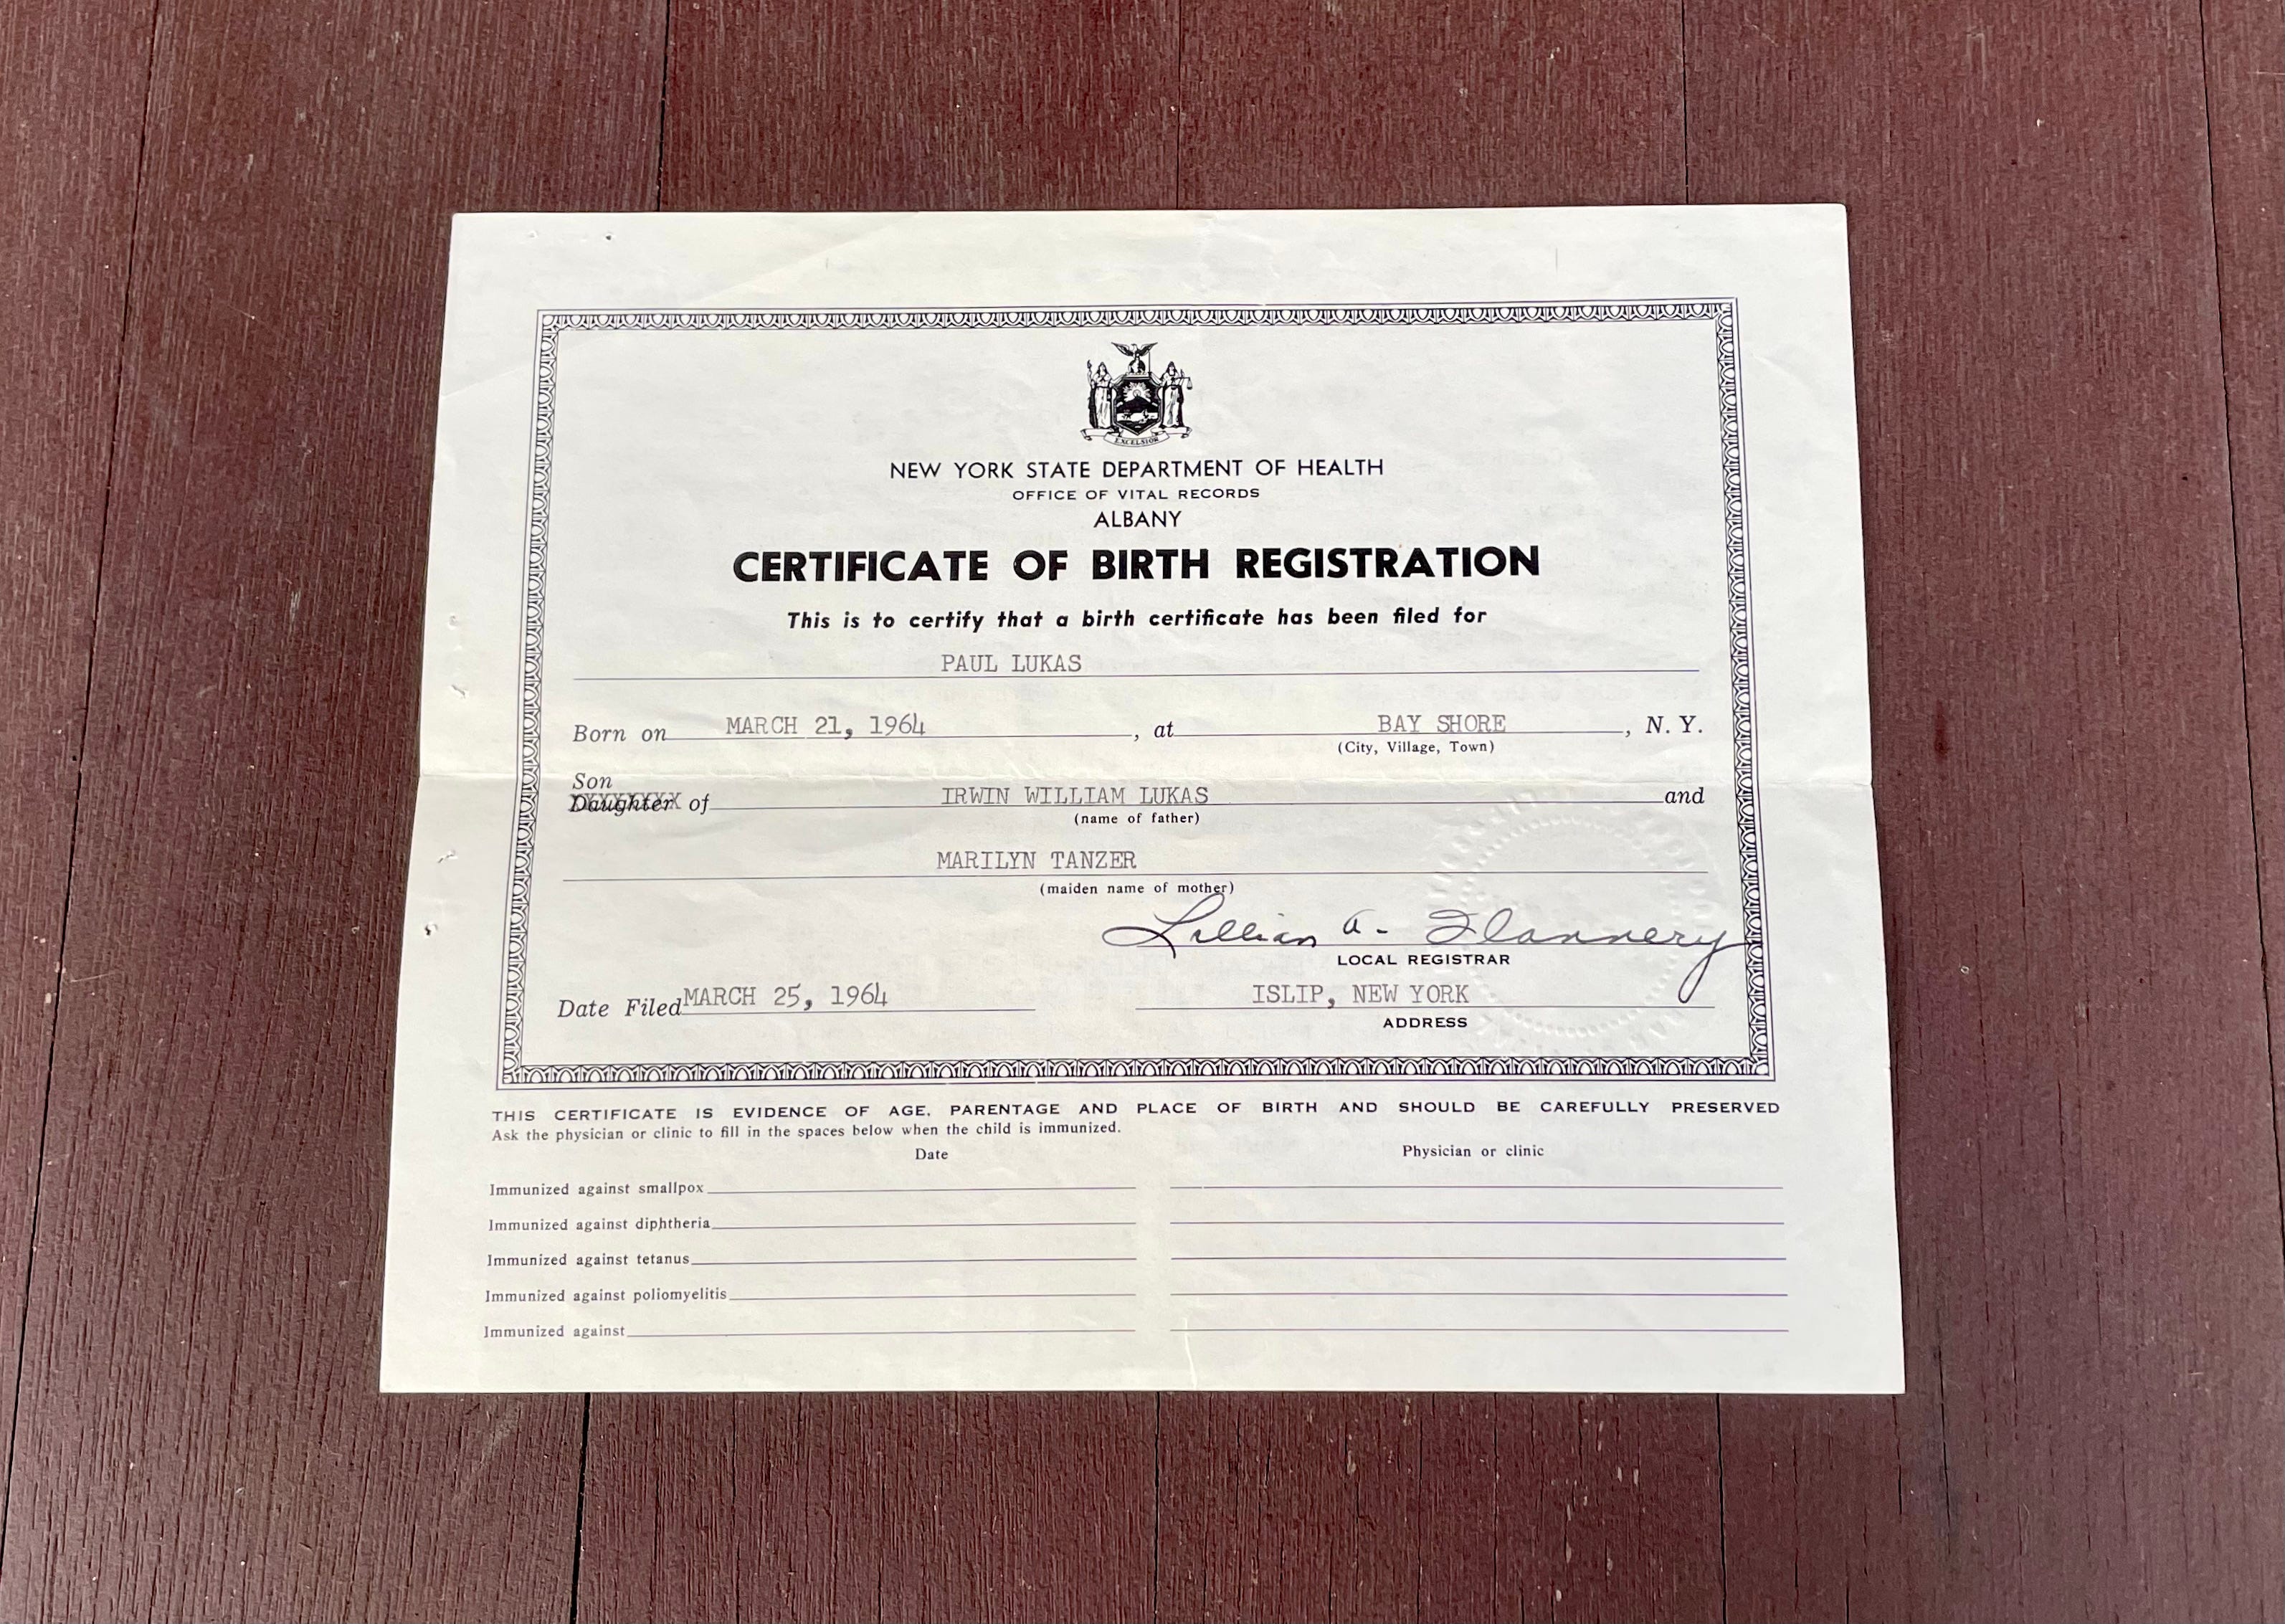 EXCELSIOR
NEW YORK STATE DEPARTMENT OF HEALTH
OFFICE OF VITAL RECORDS
ALBANY
CERTIFICATE OF BIRTH REGISTRATION
This is to certify that a birth certificate has been filed for
PAUL LUKAS
Born on MARCH 21, 1964, at BAY SHORE, N. Y.
(City, Village, Town)
Son
Daughter of IRWIN WILLIAM LUKAS and
(name of father)
MARILYN TANZER
(maiden name of mother)
Lillian A. Flannery
LOCAL REGISTRAR
Date Filed MARCH 25, 1964 ISLIP, NEW YORK
ADDRESS
THIS CERTIFICATE IS EVIDENCE OF AGE, PARENTAGE AND PLACE OF BIRTH AND SHOULD BE CAREFULLY PRESERVED
Ask the physician or clinic to fill in the spaces below when the child is immunized.
Date Physician or clinic
Immunized against smallpox
Immunized against diphtheria
Immunized against tetanus
Immunized against poliomyelitis
Immunized against